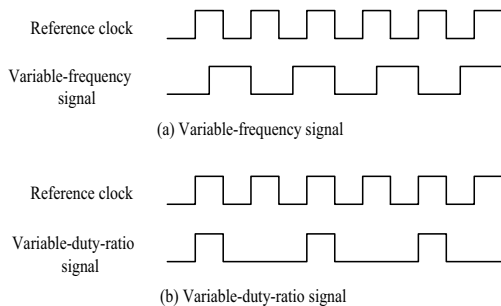 Reference clock
Variable-frequency
signal
(a) Variable-frequency signal
Reference clock
Variable-duty-ratio
signal
(b) Variable-duty-ratio signal